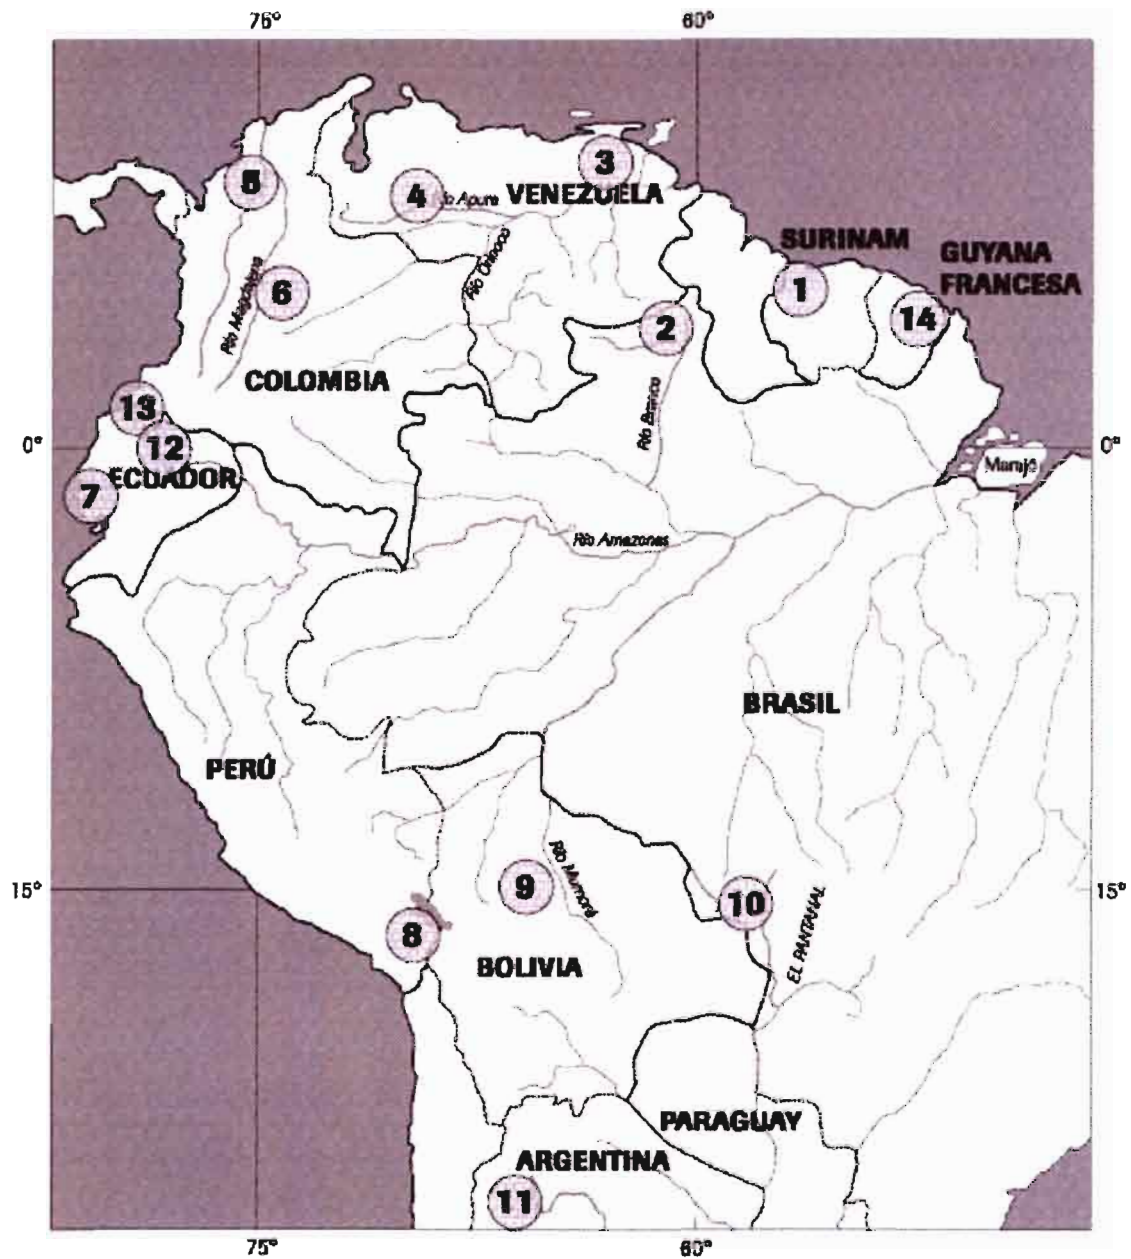 75° 60°
3
5
4 Río Apure VENEZUELA
SURINAM
GUYANA
FRANCESA
6
Río Magdalena
Río Orinoco
1
2
14
COLOMBIA
13
Río Branco
0° 12 0°
ECUADOR
Marajó
7
Río Amazonas
BRASIL
PERÚ
Río Mamoré
15° 9 15°
10
8
EL PANTANAL
BOLIVIA
PARAGUAY
ARGENTINA
11
75° 60°